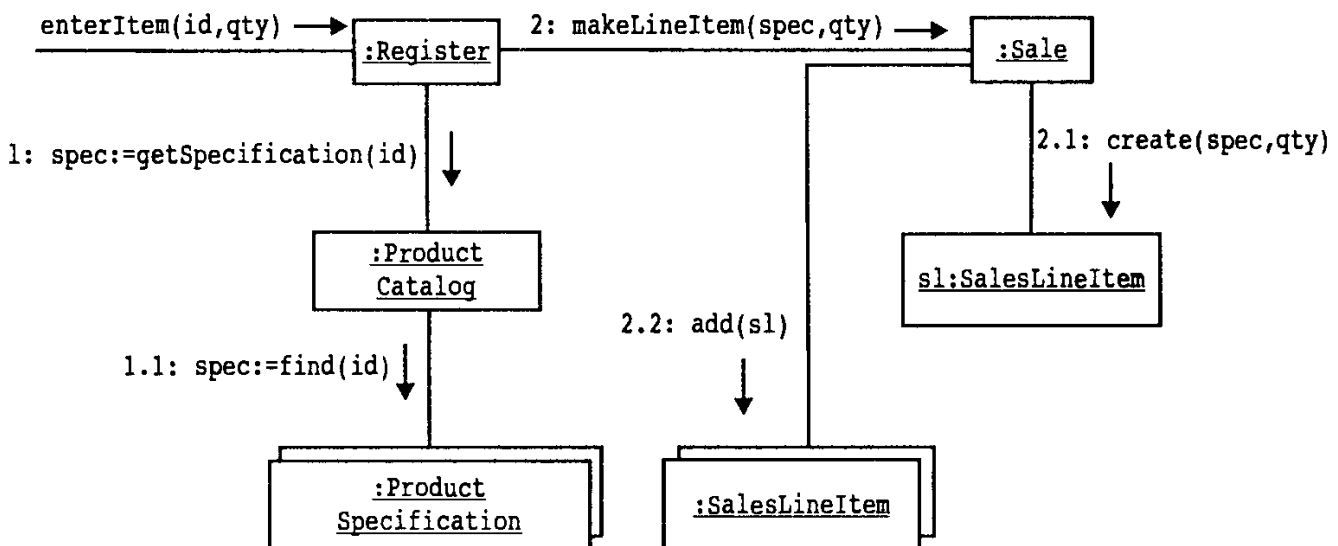 enterItem(id,qty)
:Register
2: makeLineItem(spec,qty)
:Sale
1: spec:=getSpecification(id)
2.1: create(spec,qty)
:Product
Catalog
sl:SalesLineItem
2.2: add(sl)
1.1: spec:=find(id)
:Product
Specification
:SalesLineItem